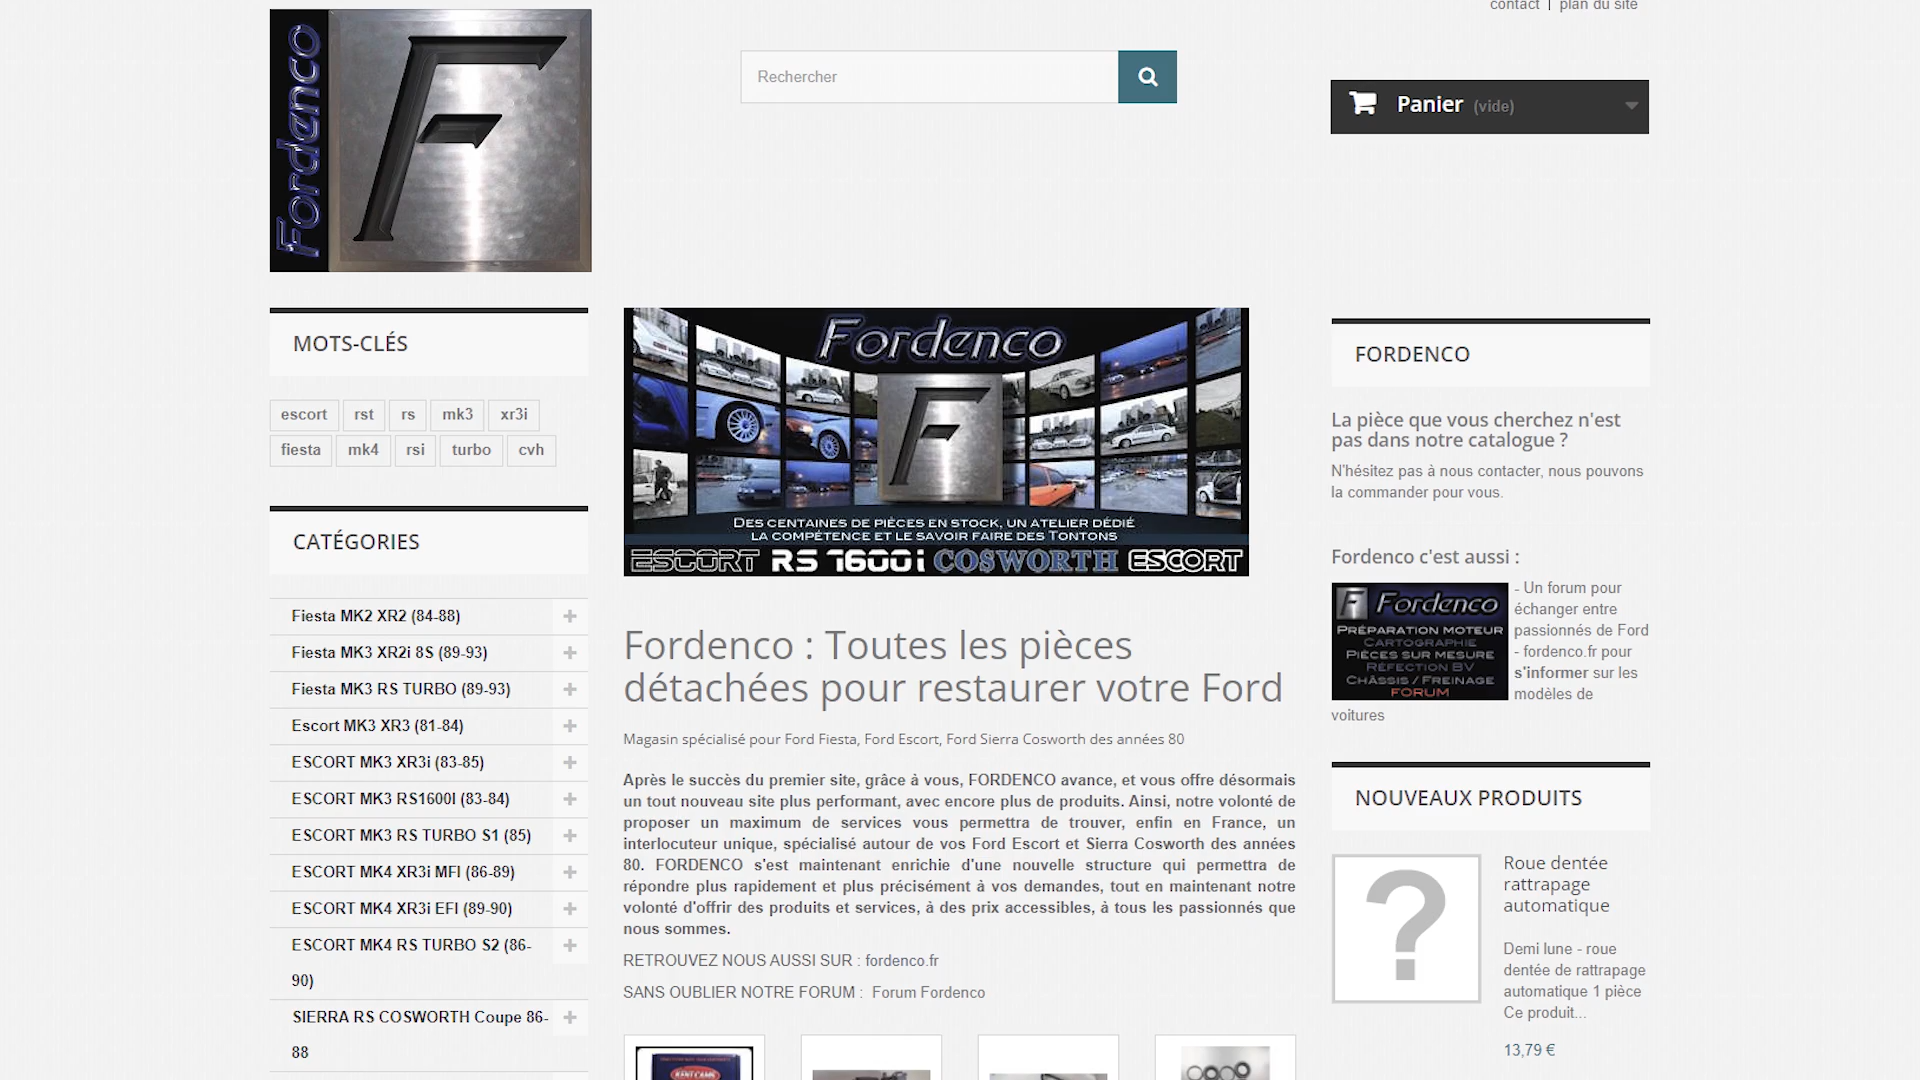 contact | plan du site
Fordenco
F
Rechercher
Panier (vide)
MOTS-CLÉS
escort rst rs mk3 xr3i
fiesta mk4 rsi turbo cvh
CATÉGORIES
Fiesta MK2 XR2 (84-88)
Fiesta MK3 XR2i 8S (89-93)
Fiesta MK3 RS TURBO (89-93)
Escort MK3 XR3 (81-84)
ESCORT MK3 XR3i (83-85)
ESCORT MK3 RS1600I (83-84)
ESCORT MK3 RS TURBO S1 (85)
ESCORT MK4 XR3i MFI (86-89)
ESCORT MK4 XR3i EFI (89-90)
ESCORT MK4 RS TURBO S2 (86-
90)
SIERRA RS COSWORTH Coupe 86-
88
Fordenco
F
DES CENTAINES DE PIÈCES EN STOCK, UN ATELIER DÉDIÉ
LA COMPÉTENCE ET LE SAVOIR FAIRE DES TONTONS
ESCORT RS 1600i COSWORTH ESCORT
Fordenco : Toutes les pièces
détachées pour restaurer votre Ford
Magasin spécialisé pour Ford Fiesta, Ford Escort, Ford Sierra Cosworth des années 80
Après le succès du premier site, grâce à vous, FORDENCO avance, et vous offre désormais
un tout nouveau site plus performant, avec encore plus de produits. Ainsi, notre volonté de
proposer un maximum de services vous permettra de trouver, enfin en France, un
interlocuteur unique, spécialisé autour de vos Ford Escort et Sierra Cosworth des années
80. FORDENCO s'est maintenant enrichie d'une nouvelle structure qui permettra de
répondre plus rapidement et plus précisément à vos demandes, tout en maintenant notre
volonté d'offrir des produits et services, à des prix accessibles, à tous les passionnés que
nous sommes.
RETROUVEZ NOUS AUSSI SUR : fordenco.fr
SANS OUBLIER NOTRE FORUM : Forum Fordenco
KENT CAMS
FORDENCO
La pièce que vous cherchez n'est
pas dans notre catalogue ?
N'hésitez pas à nous contacter, nous pouvons
la commander pour vous.
Fordenco c'est aussi :
F Fordenco
PRÉPARATION MOTEUR
CARTOGRAPHIE
PIÈCES SUR MESURE
RÉFECTION BV
CHÂSSIS / FREINAGE
FORUM
- Un forum pour
échanger entre
passionnés de Ford
- fordenco.fr pour
s'informer sur les
modèles de
voitures
NOUVEAUX PRODUITS
?
Roue dentée
rattrapage
automatique
Demi lune - roue
dentée de rattrapage
automatique 1 pièce
Ce produit...
13,79 €